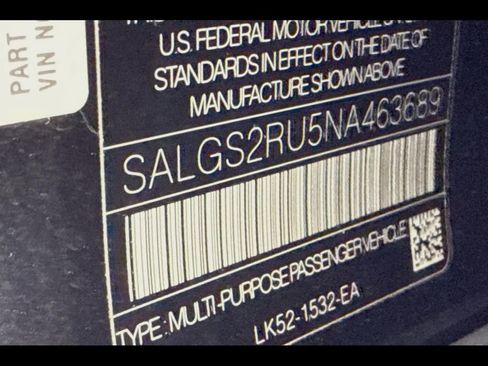 PART
VIN N
U.S. FEDERAL MOTOR VEHICLE
STANDARDS IN EFFECT ON THE DATE OF
MANUFACTURE SHOWN ABOVE
SALGS2RU5NA463689
TYPE: MULTI-PURPOSE PASSENGER VEHICLE
LK52-1532-EA